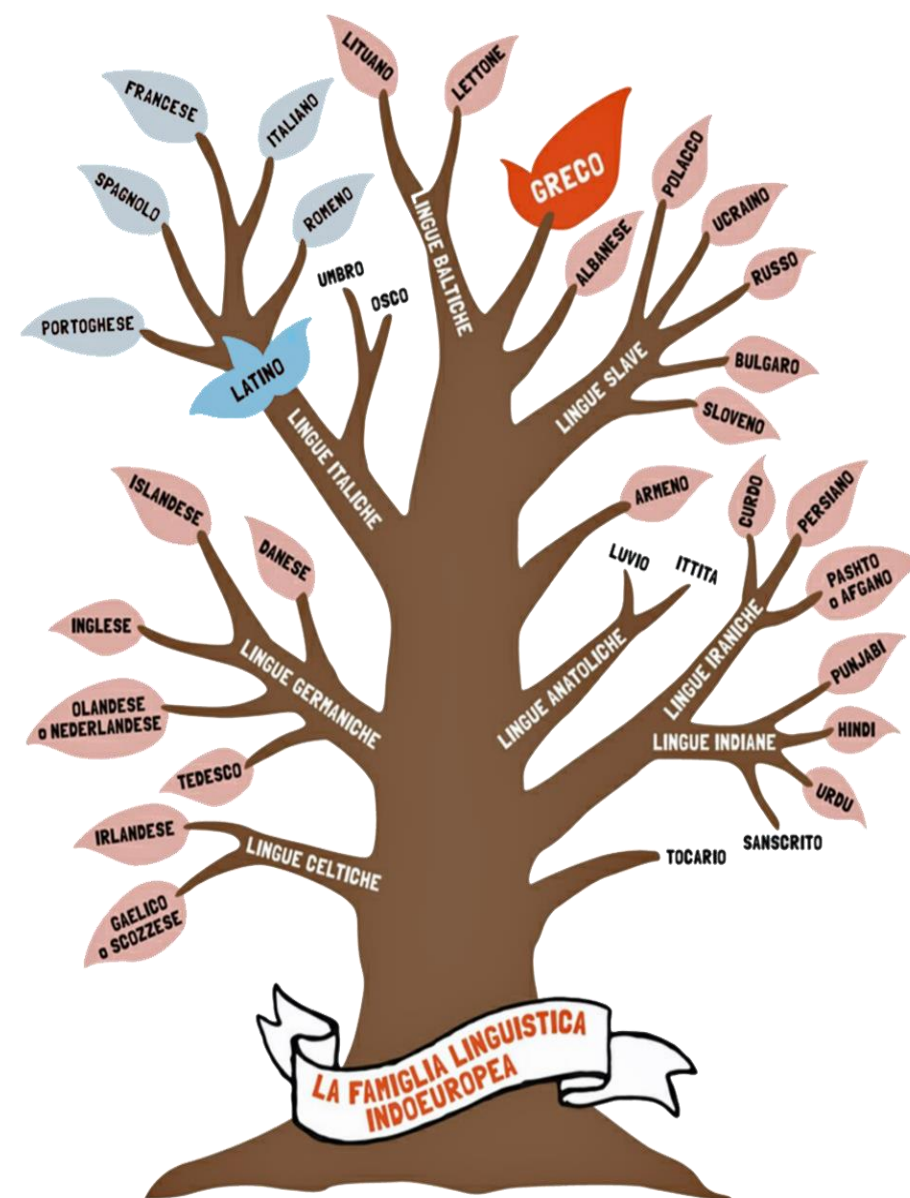 LITUANO
LETTONE
FRANCESE
ITALIANO
GRECO
POLACCO
SPAGNOLO
ROMENO
UCRAINO
ALBANESE
RUSSO
UMBRO
OSCO
LINGUE BALTICHE
PORTOGHESE
LATINO
LINGUE SLAVE
BULGARO
SLOVENO
LINGUE ITALICHE
ISLANDESE
ARMENO
CURDO
PERSIANO
DANESE
LUVIO
ITTITA
PASHTO
o AFGANO
INGLESE
LINGUE GERMANICHE
LINGUE ANATOLICHE
LINGUE IRANICHE
PUNJABI
OLANDESE
o NEDERLANDESE
LINGUE INDIANE
HINDI
TEDESCO
URDU
IRLANDESE
LINGUE CELTICHE
SANSCRITO
TOCARIO
GAELICO
o SCOZZESE
LA FAMIGLIA LINGUISTICA
INDOEUROPEA